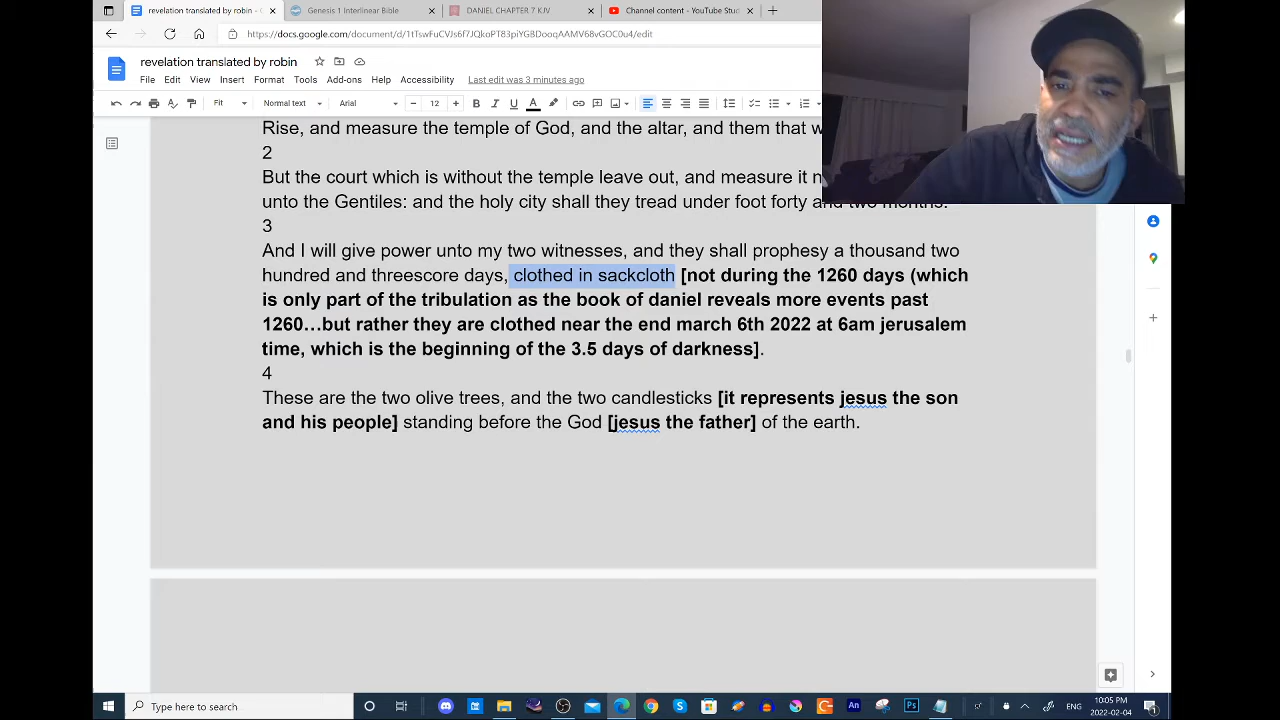 revelation translated by robin - G
Genesis 1 Interlinear Bible
DANIEL CHAPTER 7 KJV
Channel content - YouTube Stud
revelation translated by robin
File Edit View Insert Format Tools Add-ons Help Accessibility Last edit was 3 minutes ago
Fit Normal text Arial 12 B I U A
Rise, and measure the temple of God, and the altar, and them that
2
But the court which is without the temple leave out, and measure it
unto the Gentiles: and the holy city shall they tread under foot forty and two months.
3
And I will give power unto my two witnesses, and they shall prophesy a thousand two
hundred and threescore days, clothed in sackcloth [not during the 1260 days (which
is only part of the tribulation as the book of daniel reveals more events past
1260…but rather they are clothed near the end march 6th 2022 at 6am jerusalem
time, which is the beginning of the 3.5 days of darkness].
4
These are the two olive trees, and the two candlesticks [it represents jesus the son
and his people] standing before the God [jesus the father] of the earth.
Type here to search
An Ps
ENG
10:05 PM
2022-02-04